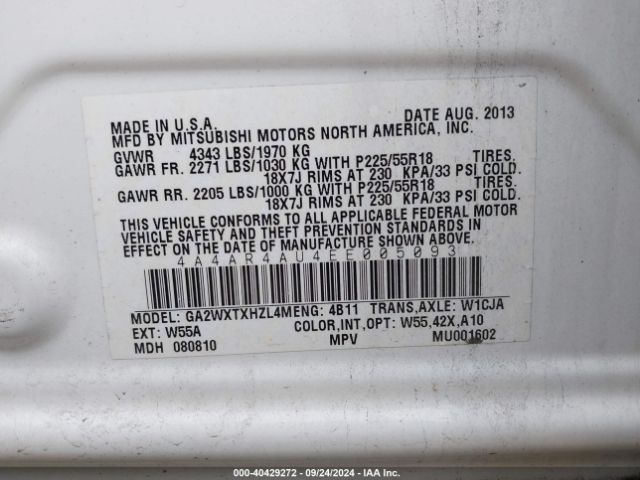 MADE IN U.S.A. DATE AUG. 2013
MFD BY MITSUBISHI MOTORS NORTH AMERICA, INC.
GVWR 4343 LBS/1970 KG
GAWR FR. 2271 LBS/1030 KG WITH P225/55R18 TIRES.
18X7J RIMS AT 230 KPA/33 PSI COLD.
GAWR RR. 2205 LBS/1000 KG WITH P225/55R18 TIRES.
18X7J RIMS AT 230 KPA/33 PSI COLD.
THIS VEHICLE CONFORMS TO ALL APPLICABLE FEDERAL MOTOR
VEHICLE SAFETY AND THEFT PREVENTION STANDARDS IN
EFFECT ON THE DATE OF MANUFACTURE SHOWN ABOVE.
4A4AR4AU4EE005093
MODEL: GA2WXTXHZL4MENG: 4B11 TRANS,AXLE: W1CJA
EXT: W55A COLOR,INT,OPT: W55,42X,A10
MDH 080810 MPV MU001602
000-40429272 - 09/24/2024 - IAA Inc.